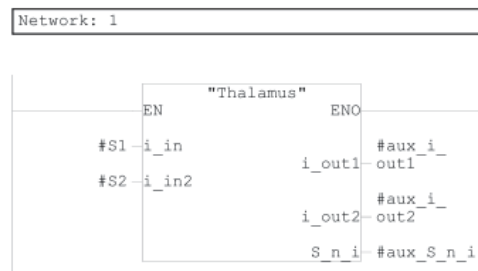 Network: 1
"Thalamus"
EN ENO
#S1 i_in #aux_i_
i_out1 out1
#S2 i_in2
#aux_i_
i_out2 out2
S_n_i #aux_S_n_i